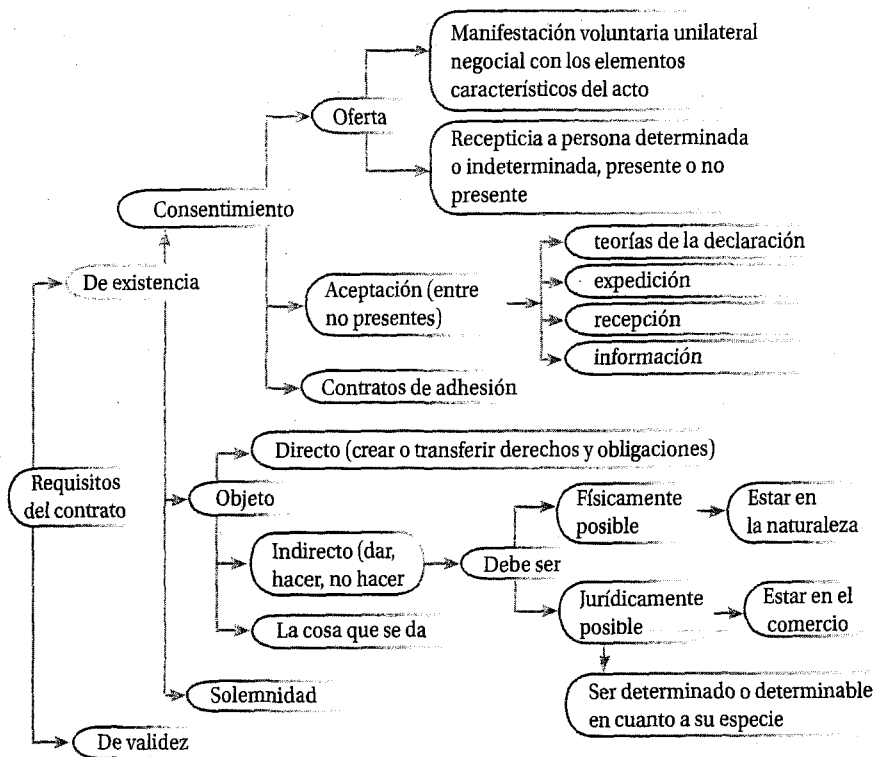 Manifestación voluntaria unilateral
negocial con los elementos
característicos del acto
Oferta
Recepticia a persona determinada
o indeterminada, presente o no
presente
Consentimiento
teorías de la declaración
De existencia
expedición
Aceptación (entre
no presentes)
recepción
información
Contratos de adhesión
Directo (crear o transferir derechos y obligaciones)
Requisitos
del contrato
Objeto
Físicamente
posible
Estar en
la naturaleza
Indirecto (dar,
hacer, no hacer
Debe ser
Jurídicamente
posible
Estar en el
comercio
La cosa que se da
Ser determinado o determinable
en cuanto a su especie
Solemnidad
De validez